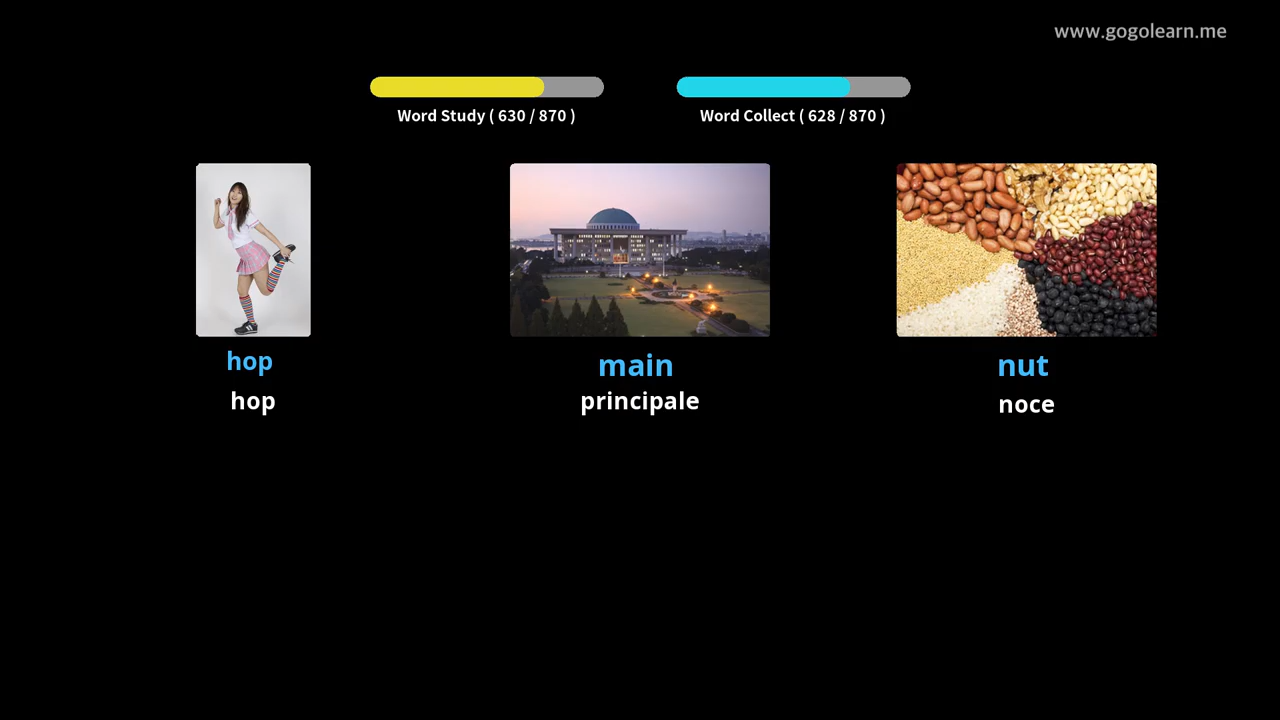 www.gogolearn.me
Word Study ( 630 / 870 )
Word Collect ( 628 / 870 )
hop
hop
main
principale
nut
noce